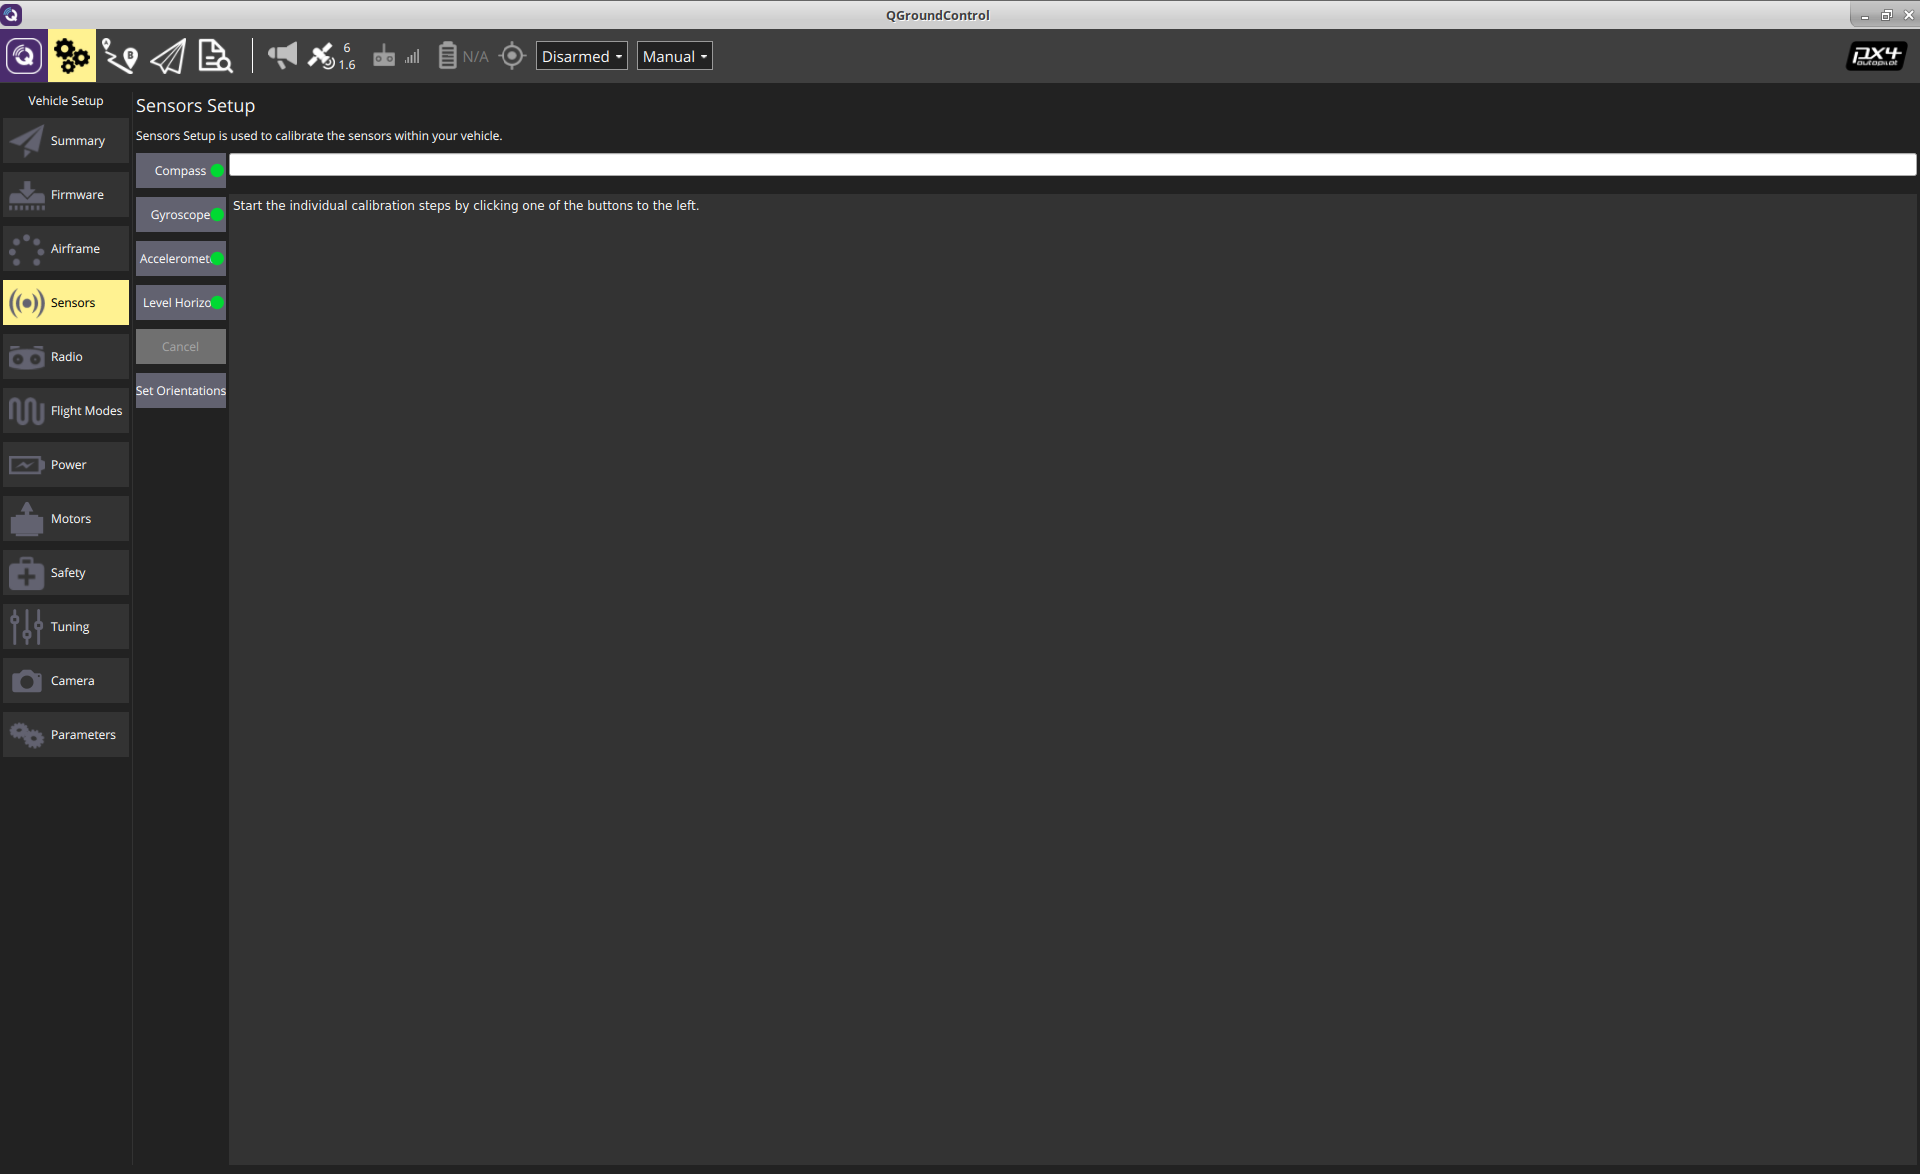 QGroundControl
6
1.6
N/A
Disarmed
Manual
px4
autopilot
Vehicle Setup
Summary
Firmware
Airframe
Sensors
Radio
Flight Modes
Power
Motors
Safety
Tuning
Camera
Parameters
Sensors Setup
Sensors Setup is used to calibrate the sensors within your vehicle.
Compass
Gyroscope
Acceleromet
Level Horizo
Cancel
Set Orientations
Start the individual calibration steps by clicking one of the buttons to the left.